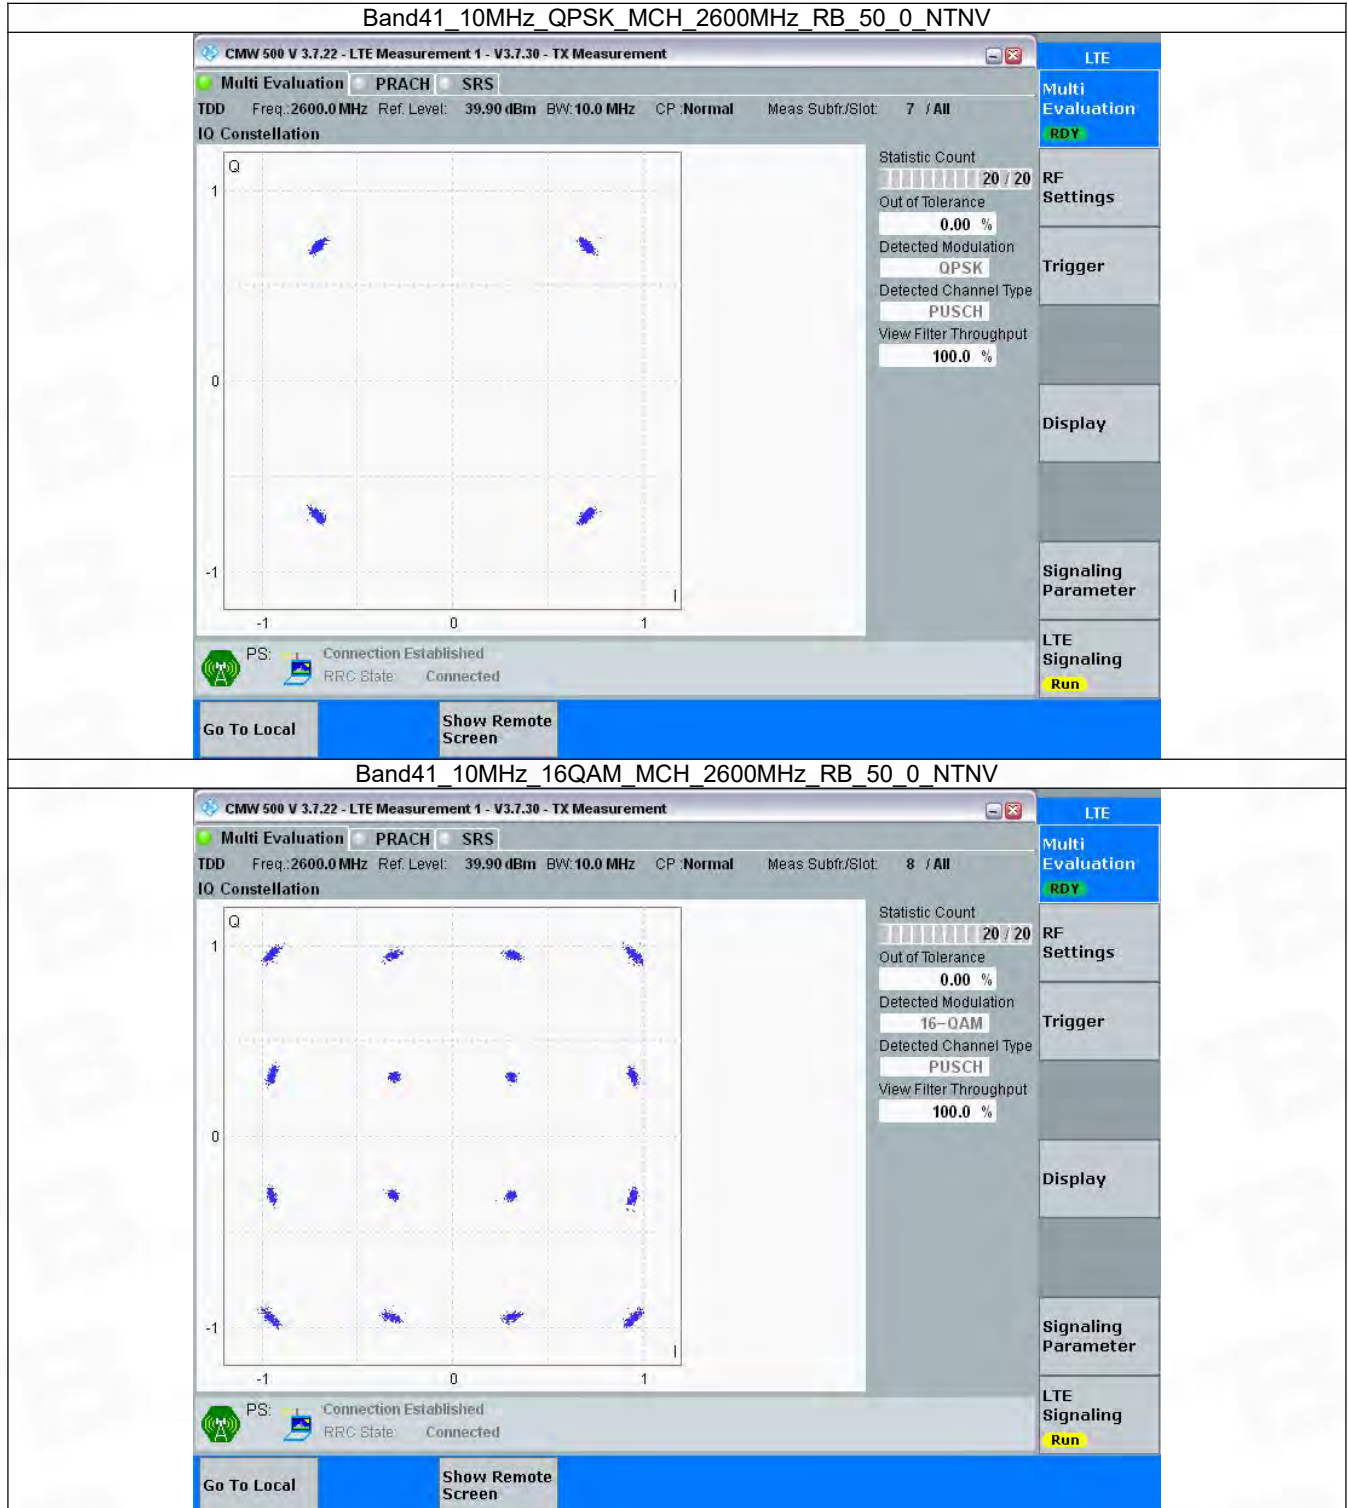 Band41_10MHz_QPSK_MCH_2600MHz_RB_50_0_NTNV
CMW 500 V 3.7.22 - LTE Measurement 1 - V3.7.30 - TX Measurement
LTE
Multi Evaluation PRACH SRS
Multi
Evaluation
RDY
TDD Freq.:2600.0 MHz Ref. Level: 39.90 dBm BW:10.0 MHz CP :Normal Meas Subfr./Slot: 7 / All
IQ Constellation
Q
1
0
-1
-1 0 1
I
Statistic Count
20 / 20
Out of Tolerance
0.00 %
Detected Modulation
QPSK
Detected Channel Type
PUSCH
View Filter Throughput
100.0 %
RF
Settings
Trigger
Display
Signaling
Parameter
LTE
Signaling
Run
PS: Connection Established
RRC State: Connected
Go To Local
Show Remote
Screen
Band41_10MHz_16QAM_MCH_2600MHz_RB_50_0_NTNV
CMW 500 V 3.7.22 - LTE Measurement 1 - V3.7.30 - TX Measurement
LTE
Multi Evaluation PRACH SRS
Multi
Evaluation
RDY
TDD Freq.:2600.0 MHz Ref. Level: 39.90 dBm BW:10.0 MHz CP :Normal Meas Subfr./Slot: 8 / All
IQ Constellation
Q
1
0
-1
-1 0 1
I
Statistic Count
20 / 20
Out of Tolerance
0.00 %
Detected Modulation
16-QAM
Detected Channel Type
PUSCH
View Filter Throughput
100.0 %
RF
Settings
Trigger
Display
Signaling
Parameter
LTE
Signaling
Run
PS: Connection Established
RRC State: Connected
Go To Local
Show Remote
Screen